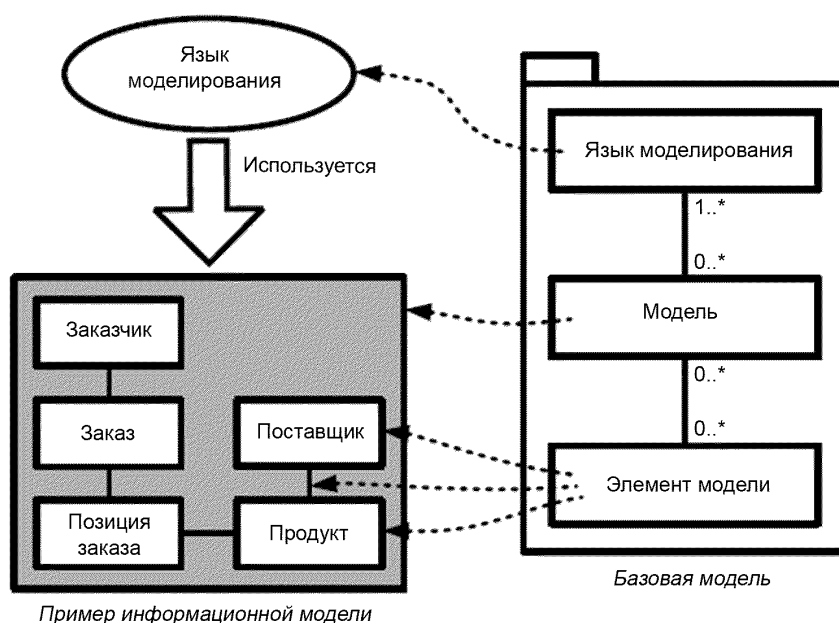 Язык
моделирования
Используется
Заказчик
Заказ
Поставщик
Позиция
заказа
Продукт
Пример информационной модели
Язык моделирования
1..*
0..*
Модель
0..*
0..*
Элемент модели
Базовая модель